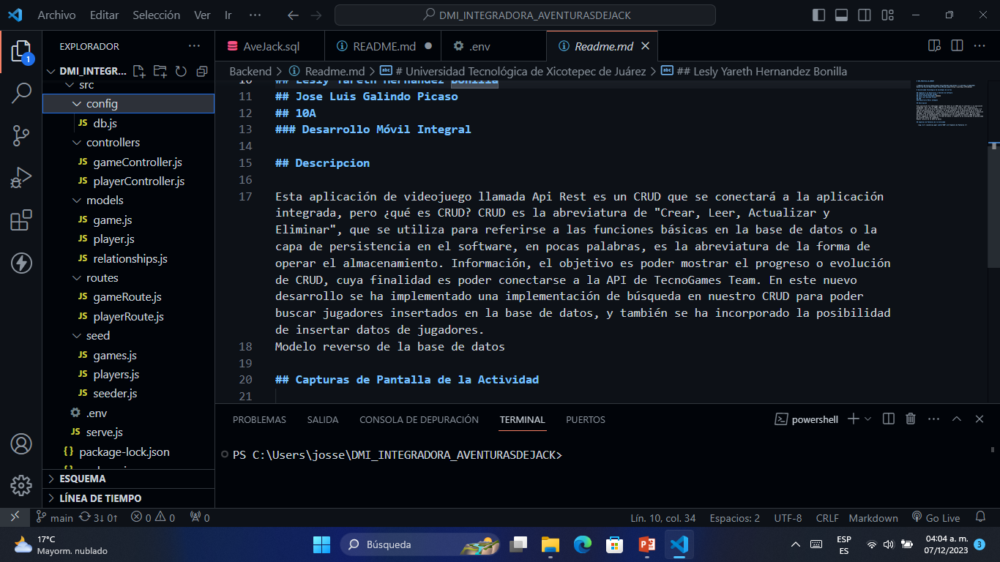 Archivo Editar Selección Ver Ir ··· DMI_INTEGRADORA_AVENTURASDEJACK
EXPLORADOR ···
DMI_INTEGR...
src
config
db.js
controllers
gameController.js
playerController.js
models
game.js
player.js
relationships.js
routes
gameRoute.js
playerRoute.js
seed
games.js
players.js
seeder.js
.env
serve.js
package-lock.json
ESQUEMA
LÍNEA DE TIEMPO
AveJack.sql README.md .env Readme.md
Backend > Readme.md > # Universidad Tecnológica de Xicotepec de Juárez > ## Lesly Yareth Hernandez Bonilla
10 ## Lesly Yareth Hernandez Bonilla
11 ## Jose Luis Galindo Picaso
12 ## 10A
13 ### Desarrollo Móvil Integral
14
15 ## Descripcion
16
17 Esta aplicación de videojuego llamada Api Rest es un CRUD que se conectará a la aplicación
integrada, pero ¿qué es CRUD? CRUD es la abreviatura de "Crear, Leer, Actualizar y
Eliminar", que se utiliza para referirse a las funciones básicas en la base de datos o la
capa de persistencia en el software, en pocas palabras, es la abreviatura de la forma de
operar el almacenamiento. Información, el objetivo es poder mostrar el progreso o evolución
de CRUD, cuya finalidad es poder conectarse a la API de TecnoGames Team. En este nuevo
desarrollo se ha implementado una implementación de búsqueda en nuestro CRUD para poder
buscar jugadores insertados en la base de datos, y también se ha incorporado la posibilidad
de insertar datos de jugadores.
18 Modelo reverso de la base de datos
19
20 ## Capturas de Pantalla de la Actividad
21
PROBLEMAS SALIDA CONSOLA DE DEPURACIÓN TERMINAL PUERTOS powershell
PS C:\Users\josse\DMI_INTEGRADORA_AVENTURASDEJACK>
main 3↓ 0↑ 0 0 0 Lín. 10, col. 34 Espacios: 2 UTF-8 CRLF Markdown Go Live
17°C
Mayorm. nublado
Búsqueda
ESP
ES
04:04 a. m.
07/12/2023
3